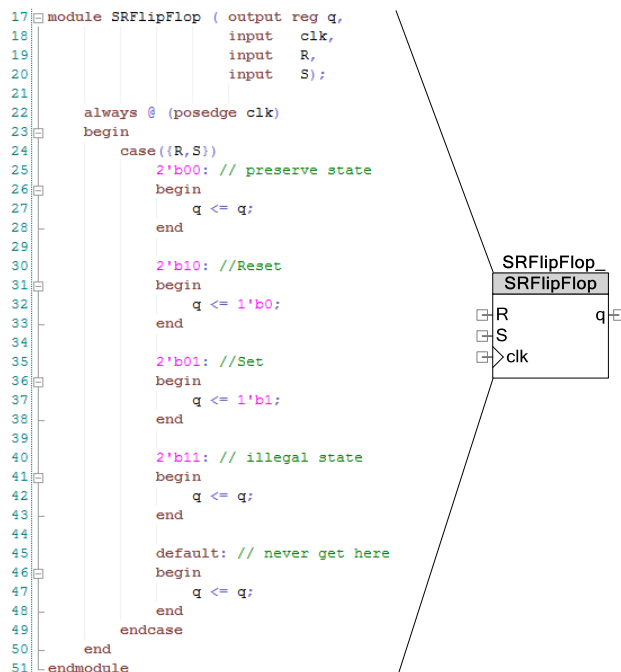 17 module SRFlipFlop ( output reg q,
18 input clk,
19 input R,
20 input S);
21
22 always @ (posedge clk)
23 begin
24 case({R,S})
25 2'b00: // preserve state
26 begin
27 q <= q;
28 end
29
30 2'b10: //Reset
31 begin
32 q <= 1'b0;
33 end
34
35 2'b01: //Set
36 begin
37 q <= 1'b1;
38 end
39
40 2'b11: // illegal state
41 begin
42 q <= q;
43 end
44
45 default: // never get here
46 begin
47 q <= q;
48 end
49 endcase
50 end
51 endmodule
SRFlipFlop_
SRFlipFlop
R q
S
clk